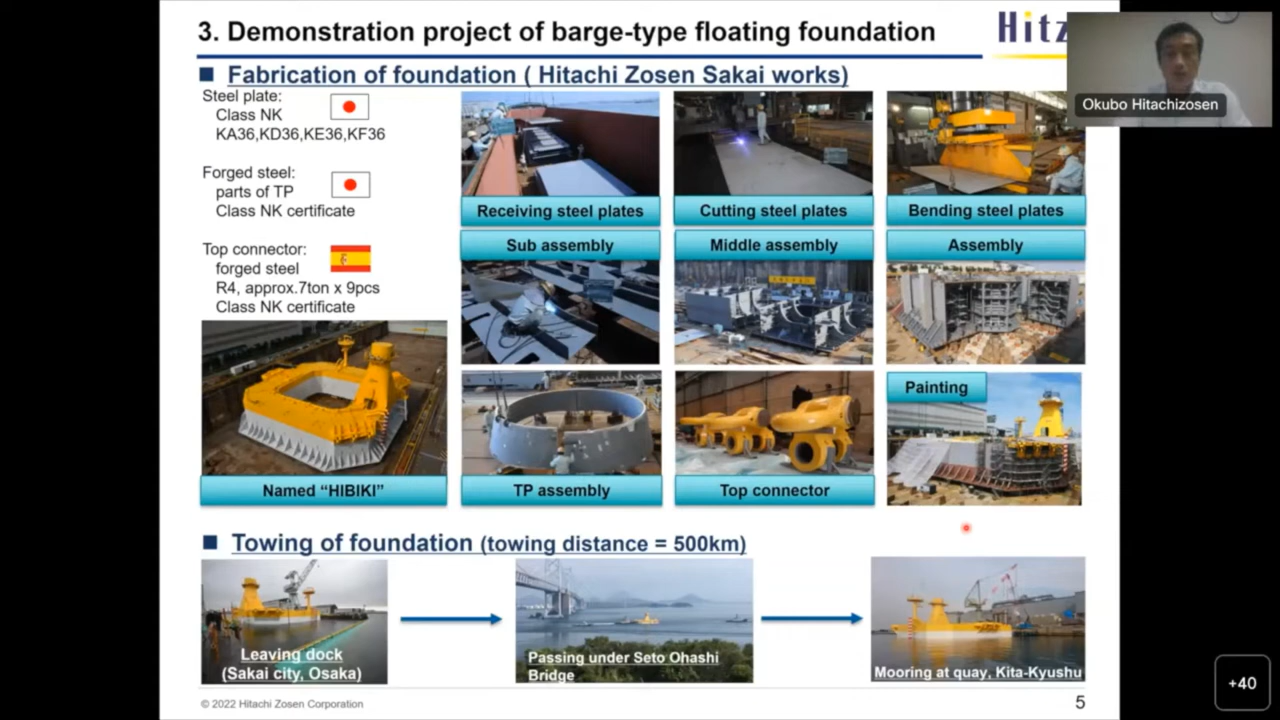 3. Demonstration project of barge-type floating foundation
Hitz
Okubo Hitachizosen
■ Fabrication of foundation ( Hitachi Zosen Sakai works)
Steel plate:
Class NK
KA36,KD36,KE36,KF36
Forged steel:
parts of TP
Class NK certificate
Top connector:
forged steel
R4, approx.7ton x 9pcs
Class NK certificate
Receiving steel plates
Cutting steel plates
Bending steel plates
Sub assembly
Middle assembly
Assembly
Painting
Named “HIBIKI”
TP assembly
Top connector
■ Towing of foundation (towing distance = 500km)
Leaving dock
(Sakai city, Osaka)
Passing under Seto Ohashi
Bridge
Mooring at quay, Kita-Kyushu
© 2022 Hitachi Zosen Corporation
5
+40